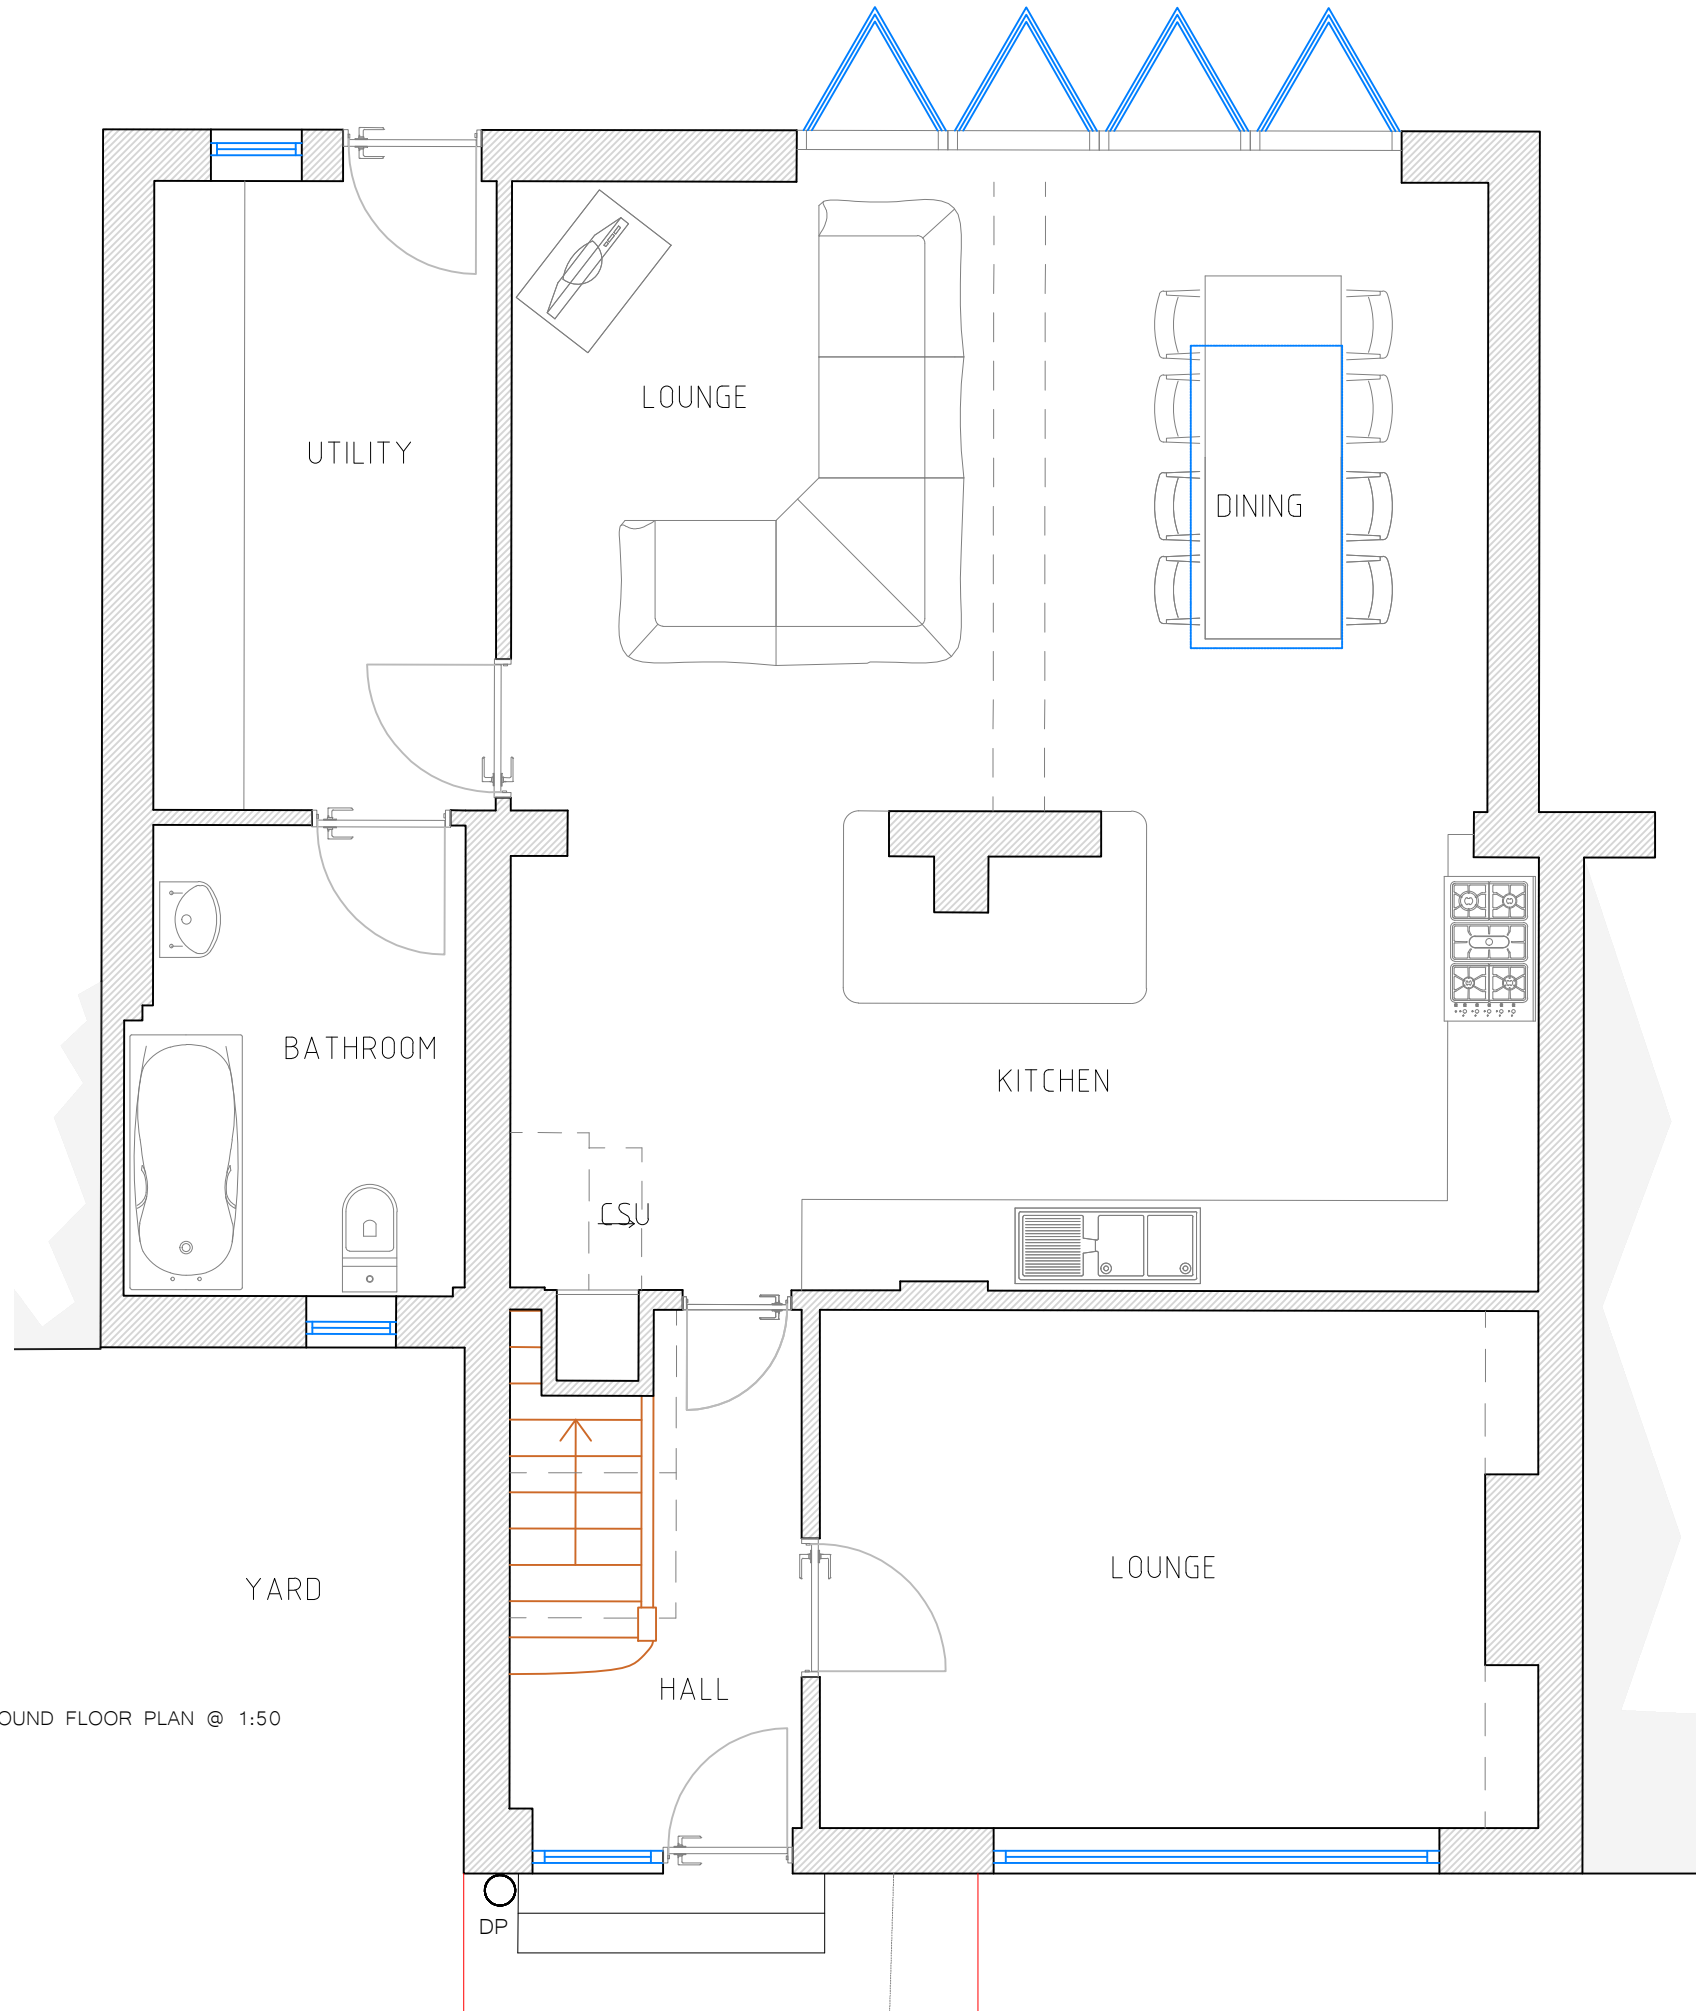 LOUNGE
UTILITY
DINING
BATHROOM
KITCHEN
CSU
LOUNGE
YARD
HALL
OUND FLOOR PLAN @ 1:50
DP